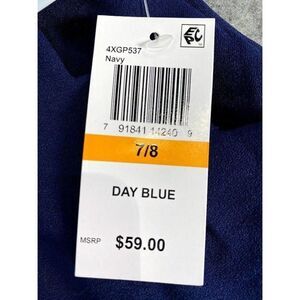 4XGP537
Navy
7 91841 14240 9
7/8
DAY BLUE
MSRP $59.00